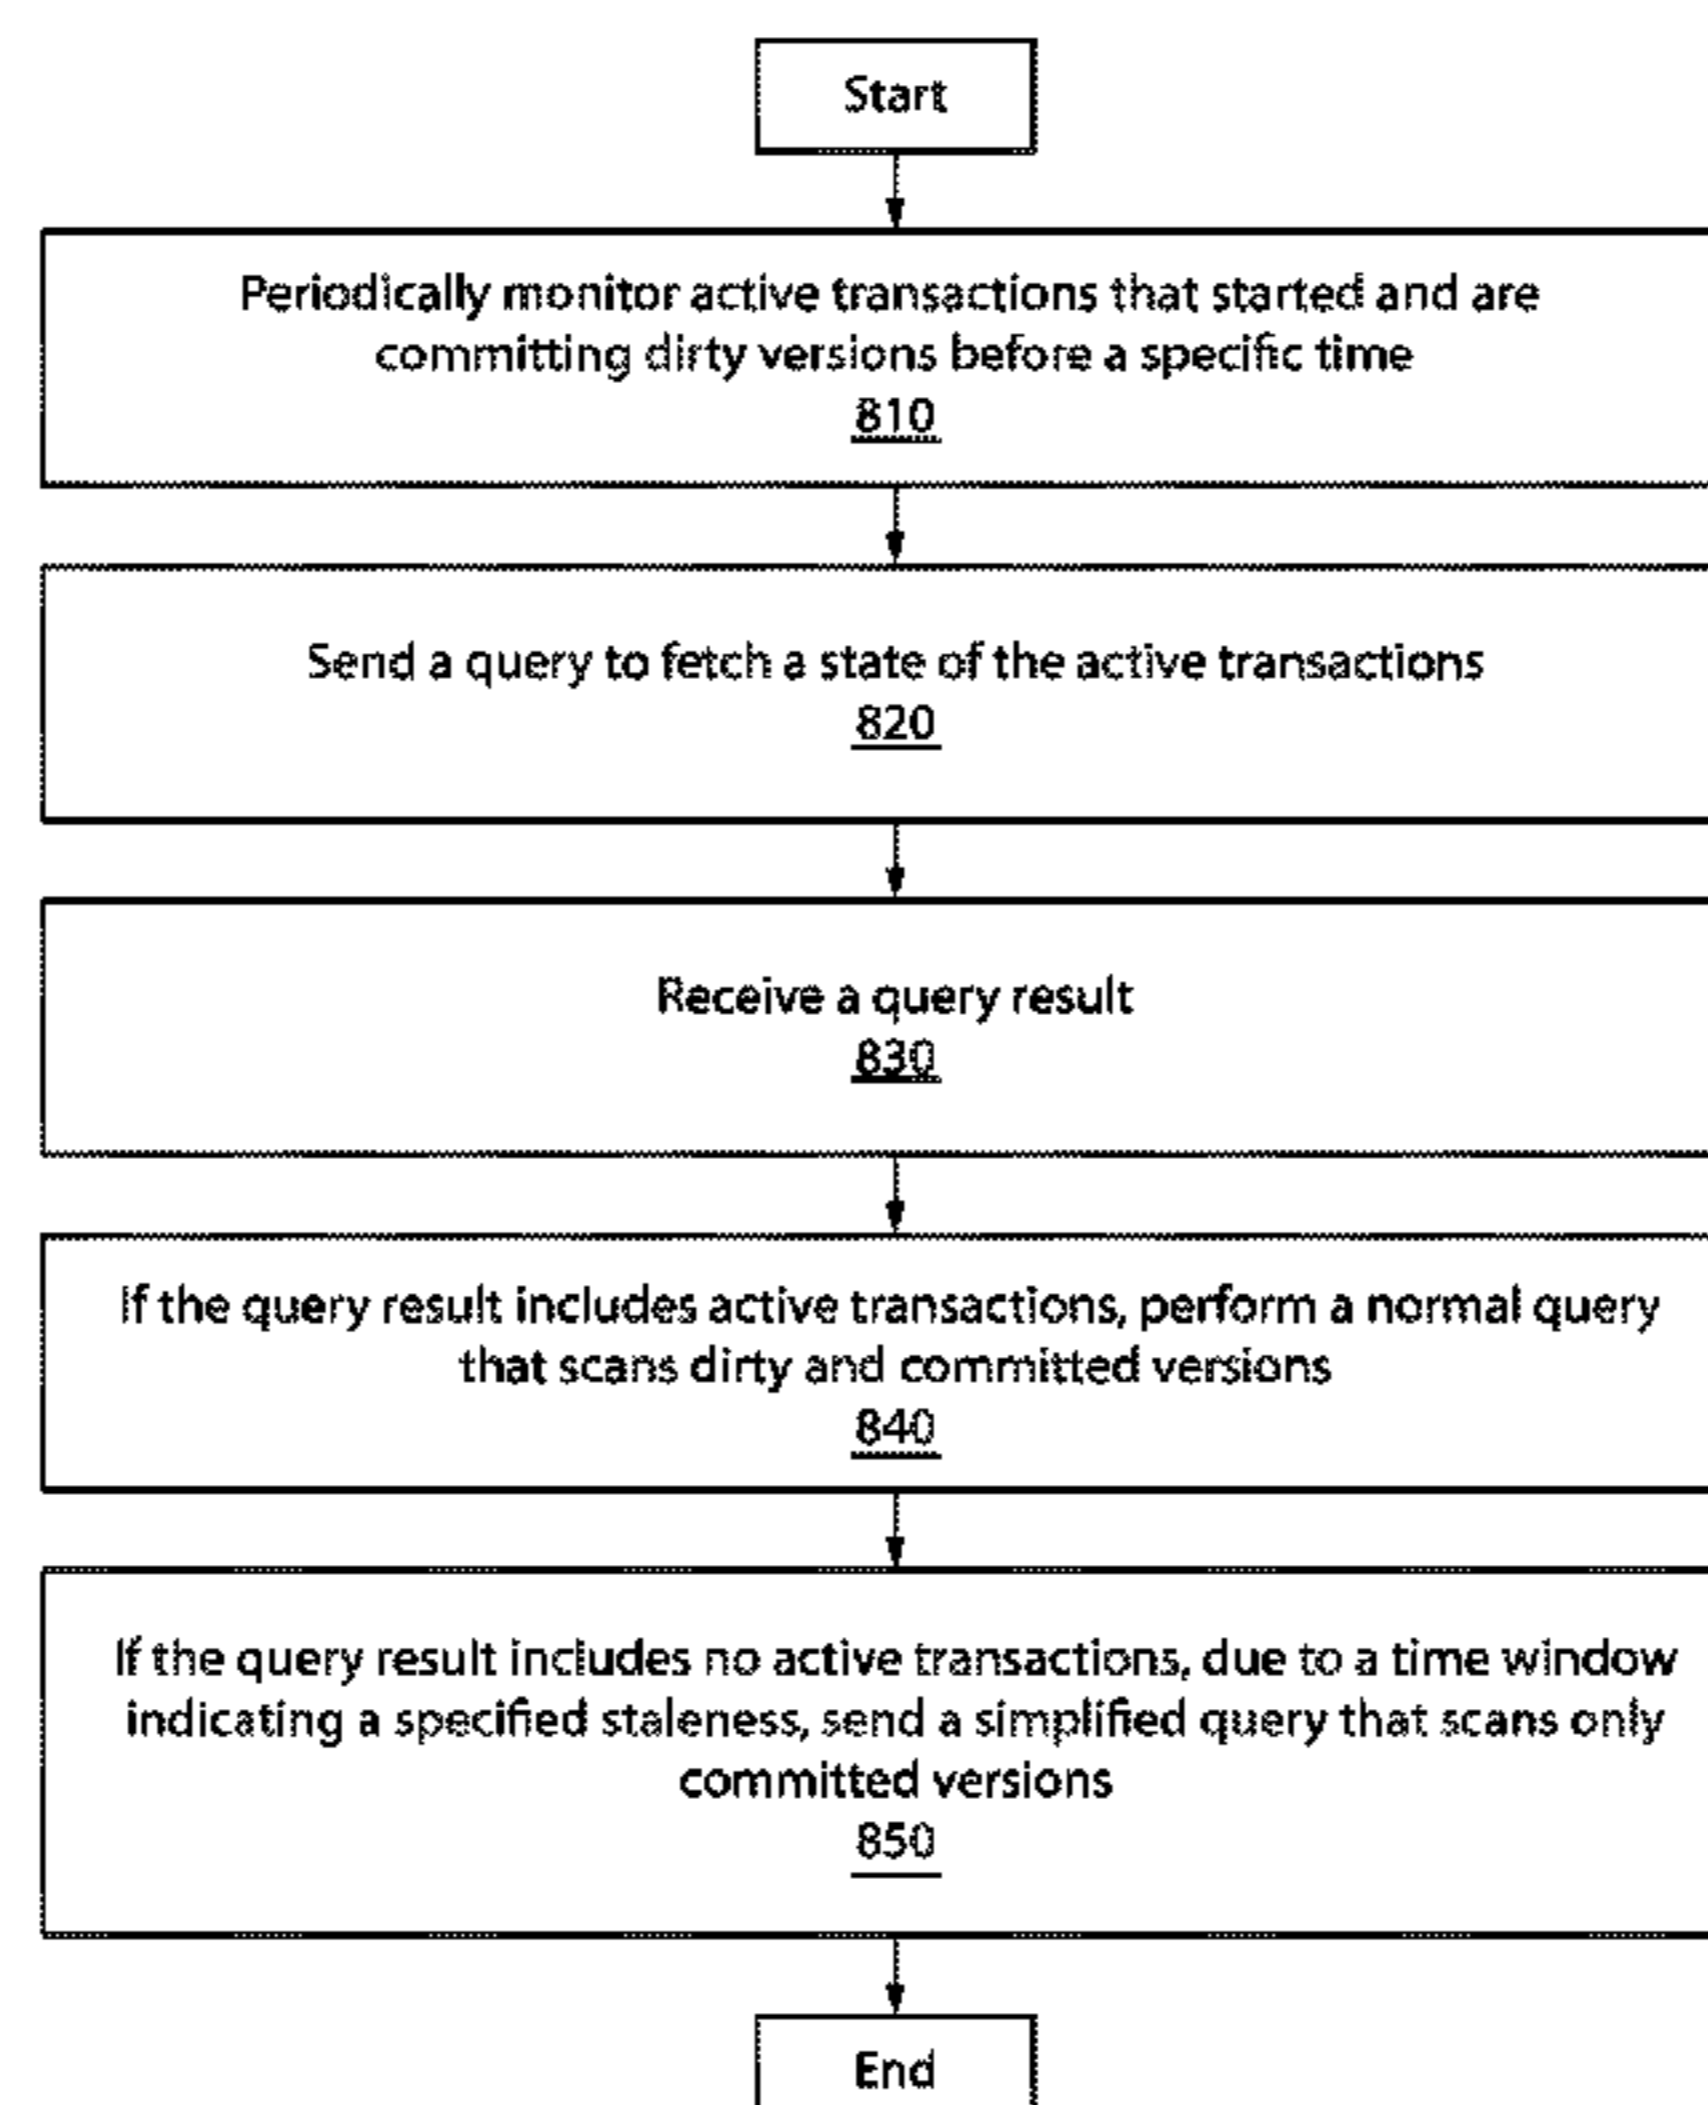 Start
Periodically monitor active transactions that started and are
committing dirty versions before a specific time
810
Send a query to fetch a state of the active transactions
820
Receive a query result
830
If the query result includes active transactions, perform a normal query
that scans dirty and committed versions
840
If the query result includes no active transactions, due to a time window
indicating a specified staleness, send a simplified query that scans only
committed versions
850
End